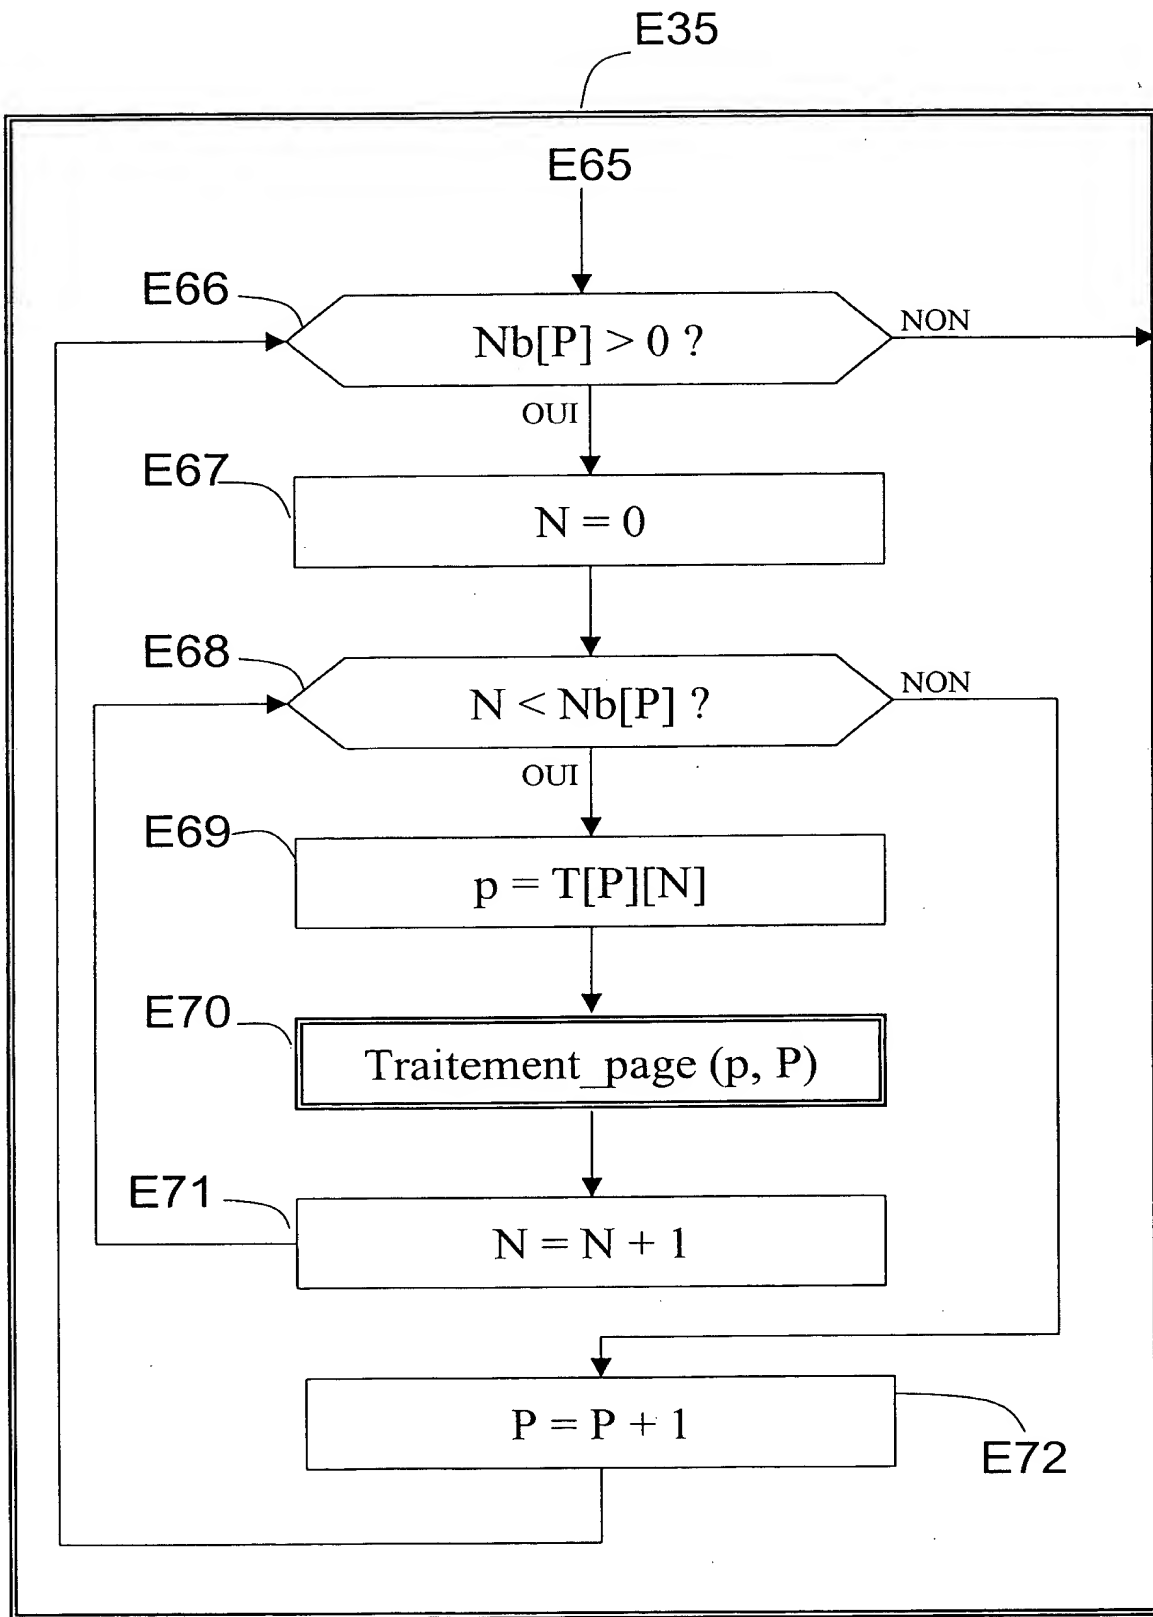 E35
E65
E66
Nb[P] > 0 ?
NON
OUI
E67
N = 0
E68
N < Nb[P] ?
NON
OUI
E69
p = T[P][N]
E70
Traitement_page (p, P)
E71
N = N + 1
P = P + 1
E72